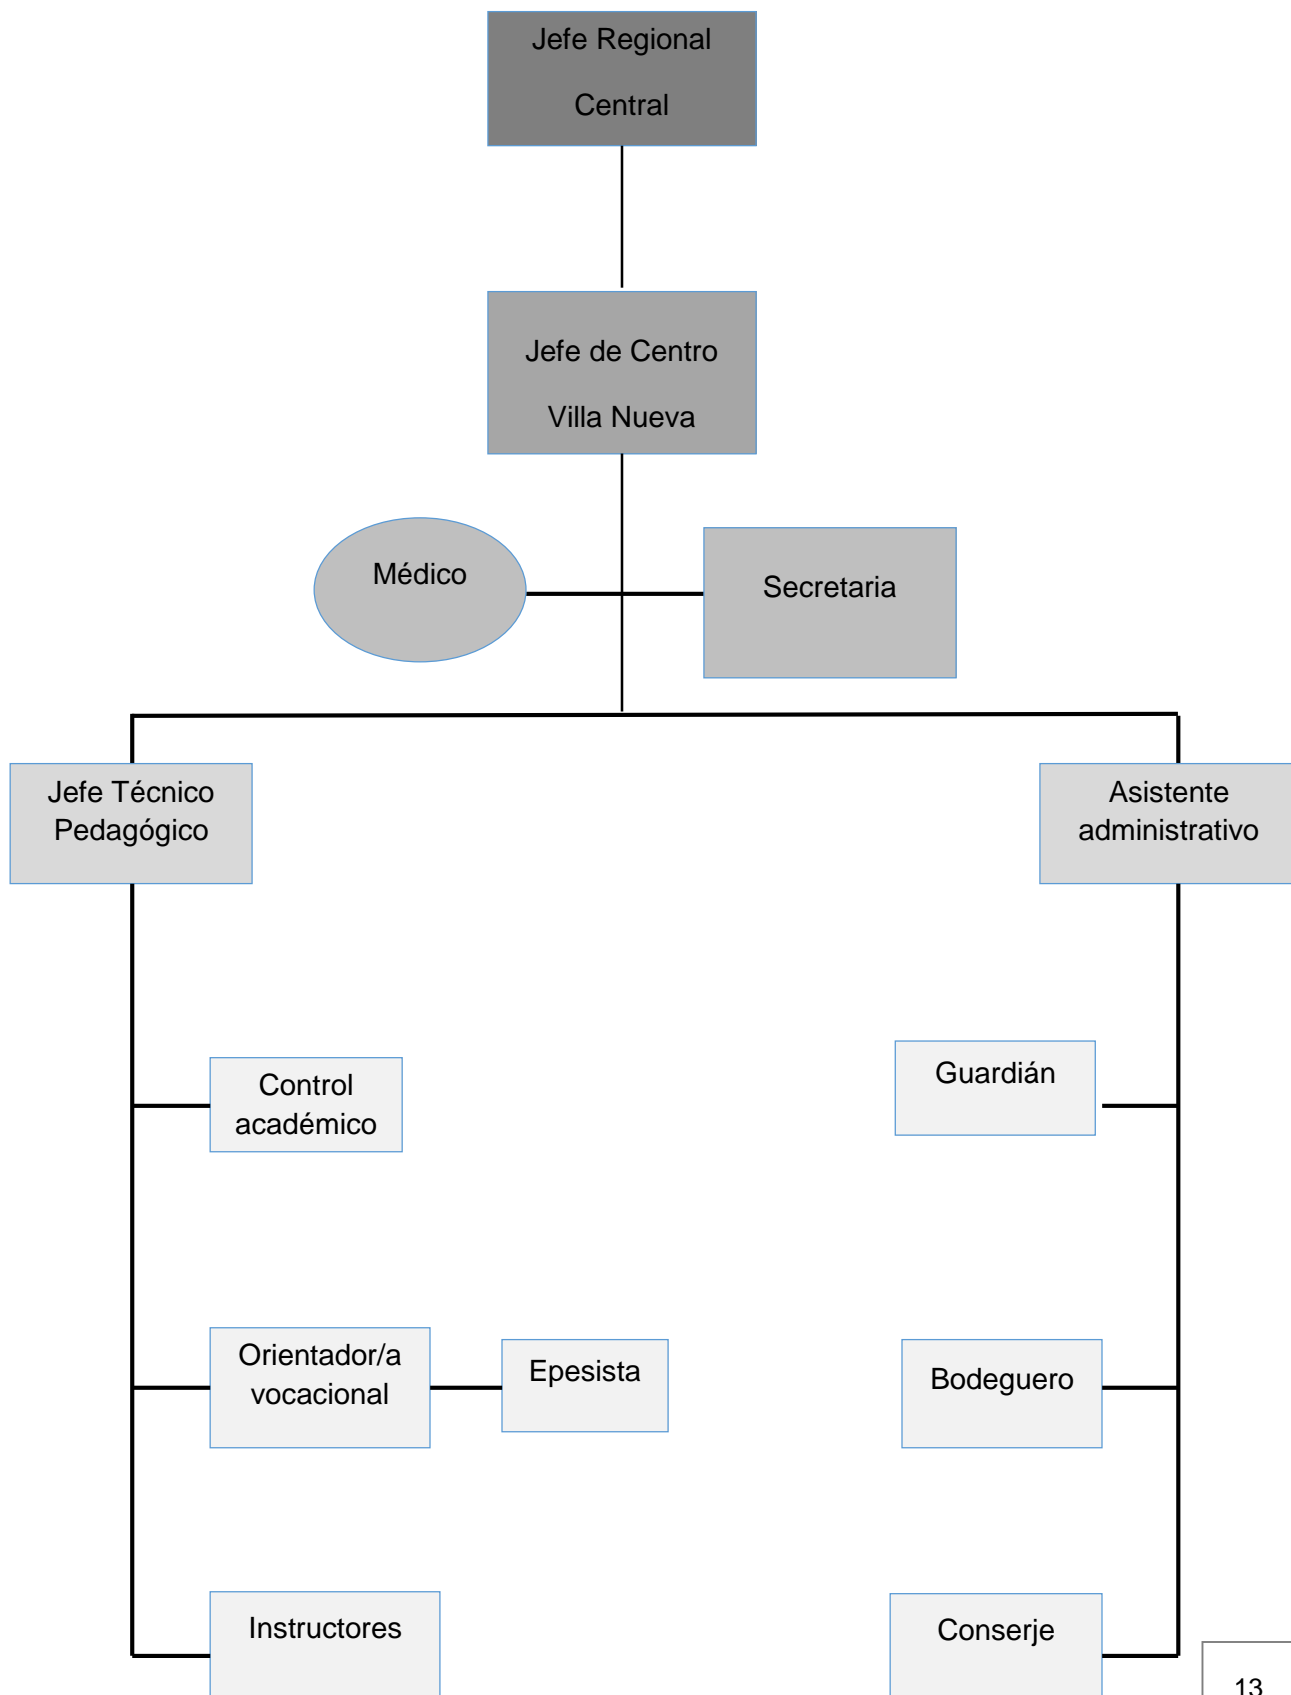 Jefe Regional
Central
Jefe de Centro
Villa Nueva
Médico
Secretaria
Jefe Técnico
Pedagógico
Asistente
administrativo
Control
académico
Guardián
Orientador/a
vocacional
Epesista
Bodeguero
Instructores
Conserje
13